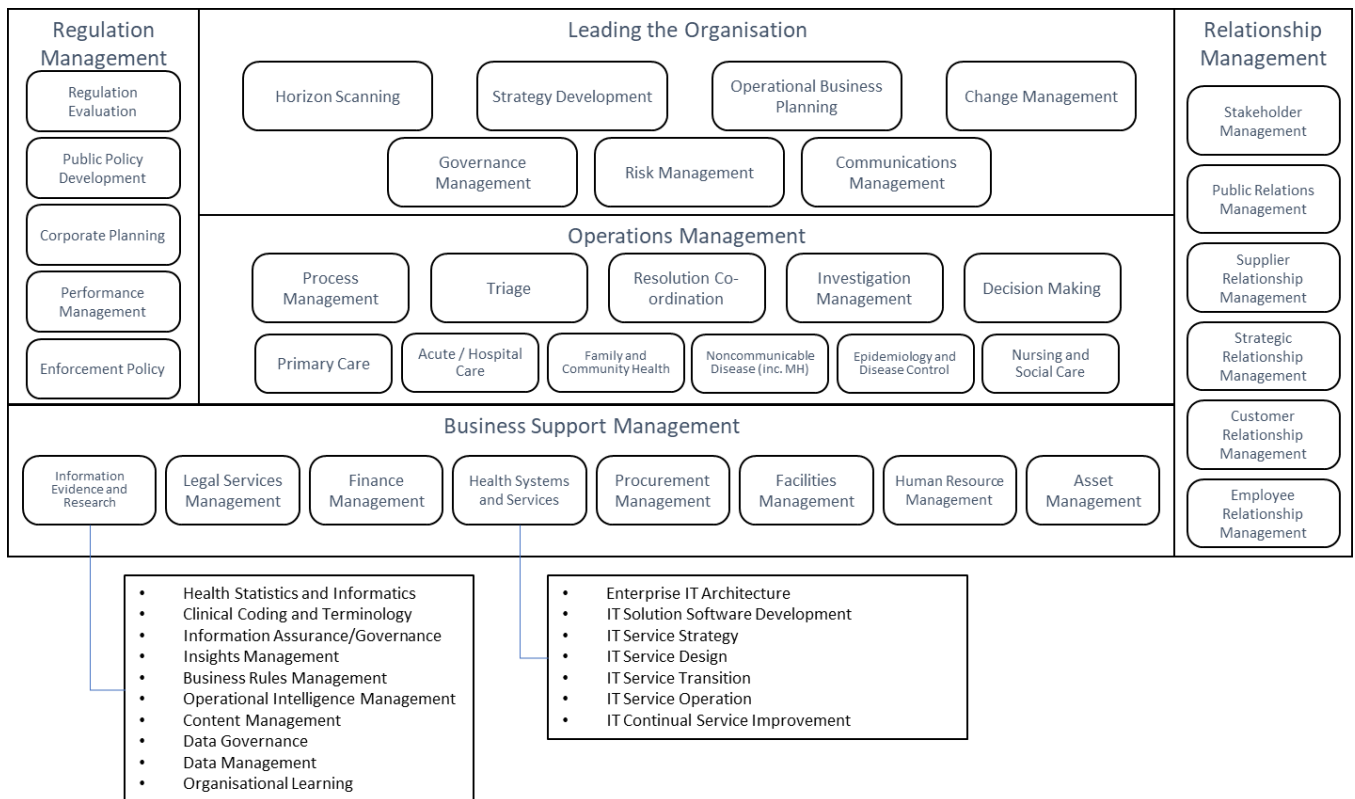 Regulation
Management
Regulation
Evaluation
Public Policy
Development
Corporate Planning
Performance
Management
Enforcement Policy
Leading the Organisation
Horizon Scanning
Strategy Development
Operational Business
Planning
Change Management
Governance
Management
Risk Management
Communications
Management
Operations Management
Process
Management
Triage
Resolution Co-
ordination
Investigation
Management
Decision Making
Primary Care
Acute / Hospital
Care
Family and
Community Health
Noncommunicable
Disease (inc. MH)
Epidemiology and
Disease Control
Nursing and
Social Care
Relationship
Management
Stakeholder
Management
Public Relations
Management
Supplier
Relationship
Management
Strategic
Relationship
Management
Customer
Relationship
Management
Employee
Relationship
Management
Business Support Management
Information
Evidence and
Research
Legal Services
Management
Finance
Management
Health Systems
and Services
Procurement
Management
Facilities
Management
Human Resource
Management
Asset
Management
• Health Statistics and Informatics
• Clinical Coding and Terminology
• Information Assurance/Governance
• Insights Management
• Business Rules Management
• Operational Intelligence Management
• Content Management
• Data Governance
• Data Management
• Organisational Learning
• Enterprise IT Architecture
• IT Solution Software Development
• IT Service Strategy
• IT Service Design
• IT Service Transition
• IT Service Operation
• IT Continual Service Improvement